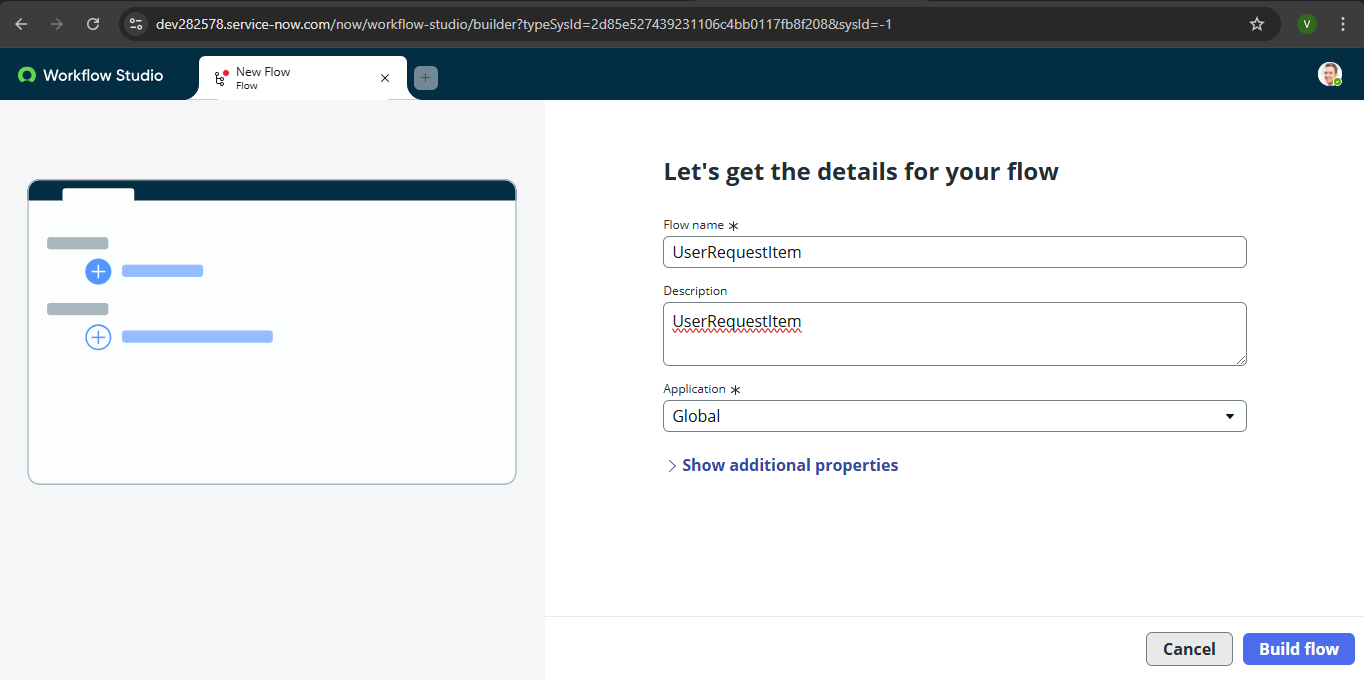 dev282578.service-now.com/now/workflow-studio/builder?typeSysId=2d85e527439231106c4bb0117fb8f208&sysId=-1
V
Workflow Studio
New Flow
Flow
Let's get the details for your flow
Flow name *
UserRequestItem
Description
UserRequestItem
Application *
Global
Show additional properties
Cancel
Build flow